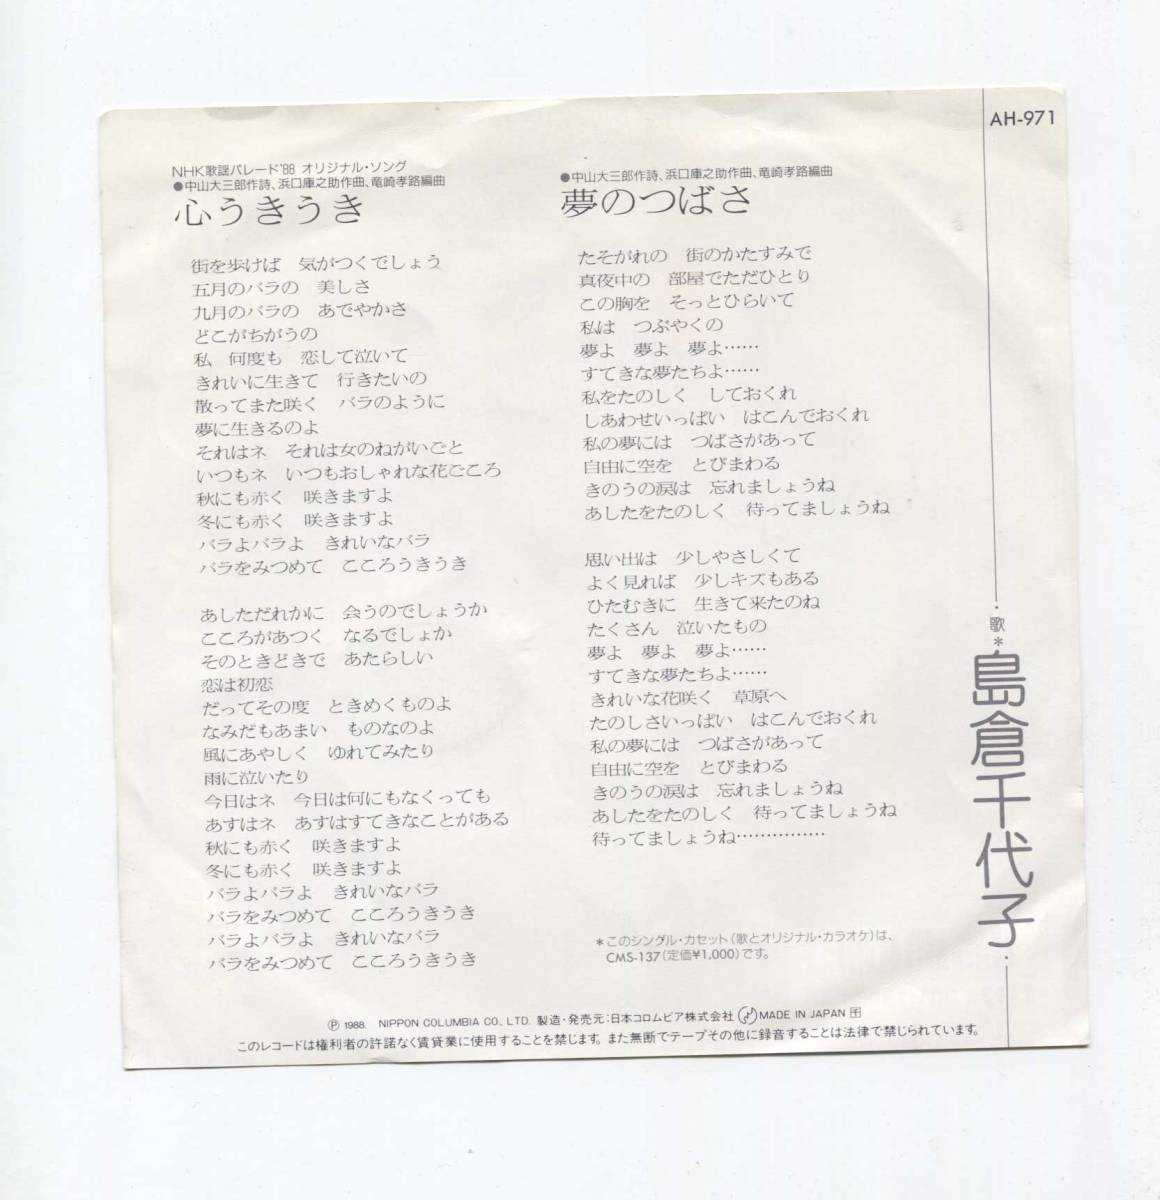 AH-971
NHK歌謡パレード'88 オリジナル・ソング
●中山大三郎作詩、浜口庫之助作曲、竜崎孝路編曲
心うきうき
街を歩けば　気がつくでしょう
五月のバラの　美しさ
九月のバラの　あでやかさ
どこがちがうの
私　何度も　恋して泣いて
きれいに生きて　行きたいの
散ってまた咲く　バラのように
夢に生きるのよ
それはネ　それは女のねがいごと
いつもネ　いつもおしゃれな花ごころ
秋にも赤く　咲きますよ
冬にも赤く　咲きますよ
バラよバラよ　きれいなバラ
バラをみつめて　こころうきうき
あしただれかに　会うのでしょうか
こころがあつく　なるでしょか
そのときどきで　あたらしい
恋は初恋
だってその度　ときめくものよ
なみだもあまい　ものなのよ
風にあやしく　ゆれてみたり
雨に泣いたり
今日はネ　今日は何にもなくっても
あすはネ　あすはすてきなことがある
秋にも赤く　咲きますよ
冬にも赤く　咲きますよ
バラよバラよ　きれいなバラ
バラをみつめて　こころうきうき
バラよバラよ　きれいなバラ
バラをみつめて　こころうきうき
●中山大三郎作詩、浜口庫之助作曲、竜崎孝路編曲
夢のつばさ
たそがれの　街のかたすみで
真夜中の　部屋でただひとり
この胸を　そっとひらいて
私は　つぶやくの
夢よ　夢よ　夢よ……
すてきな夢たちよ……
私をたのしく　しておくれ
しあわせいっぱい　はこんでおくれ
私の夢には　つばさがあって
自由に空を　とびまわる
きのうの涙は　忘れましょうね
あしたをたのしく　待ってましょうね
思い出は　少しやさしくて
よく見れば　少しキズもある
ひたむきに　生きて来たのね
たくさん　泣いたもの
夢よ　夢よ　夢よ……
すてきな夢たちよ……
きれいな花咲く　草原へ
たのしさいっぱい　はこんでおくれ
私の夢には　つばさがあって
自由に空を　とびまわる
きのうの涙は　忘れましょうね
あしたをたのしく　待ってましょうね
待ってましょうね……………
歌＊島倉千代子
＊このシングル・カセット(歌とオリジナル・カラオケ)は、
CMS-137(定価¥1,000)です。
Ⓟ 1988. NIPPON COLUMBIA CO., LTD. 製造・発売元：日本コロムビア株式会社 MADE IN JAPAN
このレコードは権利者の許諾なく賃貸業に使用することを禁じます。また無断でテープその他に録音することは法律で禁じられています。